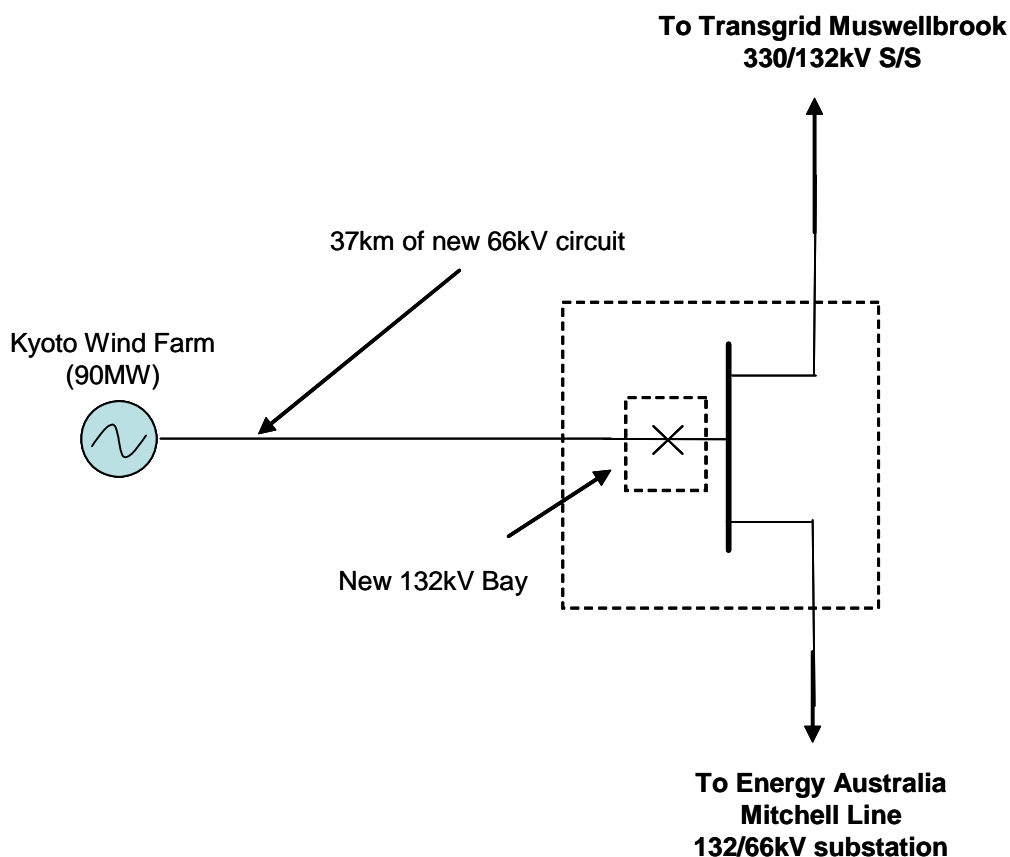 To Transgrid Muswellbrook
330/132kV S/S
37km of new 66kV circuit
Kyoto Wind Farm
(90MW)
New 132kV Bay
To Energy Australia
Mitchell Line
132/66kV substation